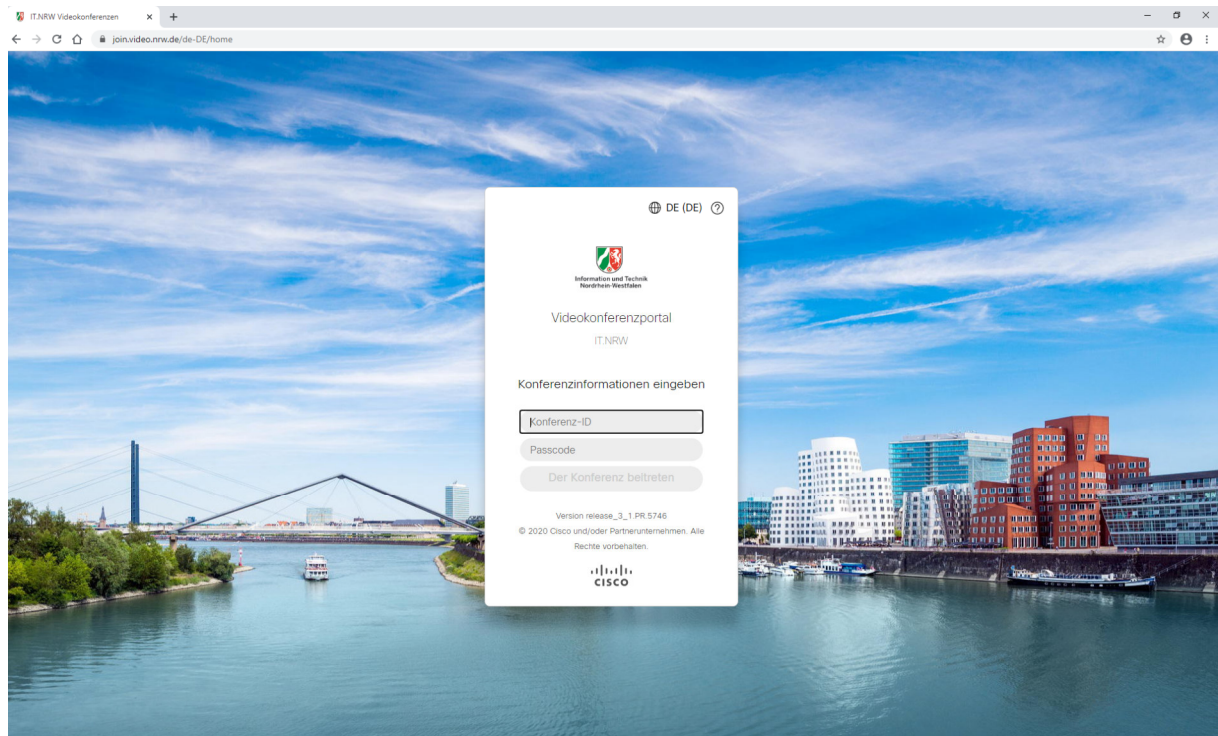 IT.NRW Videokonferenzen
join.video.nrw.de/de-DE/home
DE (DE)
Information und Technik
Nordrhein-Westfalen
Videokonferenzportal
IT.NRW
Konferenzinformationen eingeben
Konferenz-ID
Passcode
Der Konferenz beitreten
Version release_3_1.PR.5746
© 2020 Cisco und/oder Partnerunternehmen. Alle
Rechte vorbehalten.
CISCO